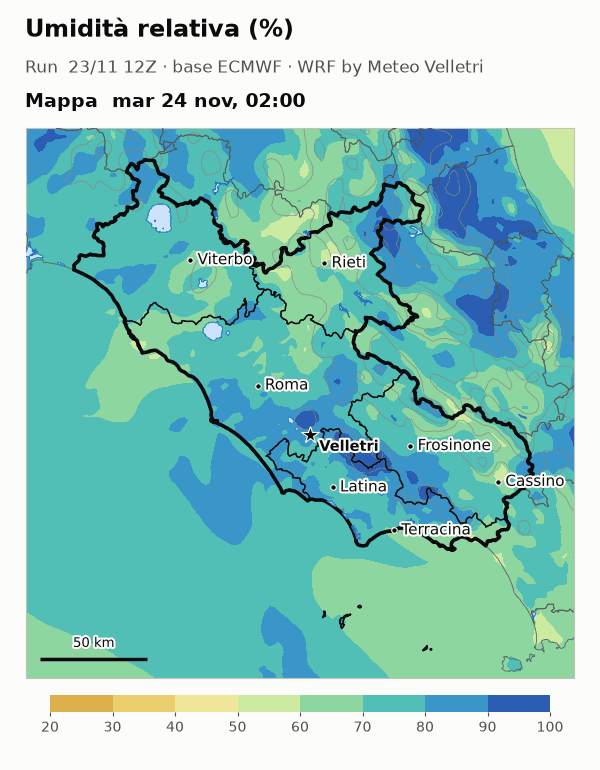 Umidità relativa (%)
Run  23/11 12Z · base ECMWF · WRF by Meteo Velletri
Mappa  mar 24 nov, 02:00
Viterbo
Rieti
Roma
Velletri
Frosinone
Cassino
Latina
Terracina
50 km
20 30 40 50 60 70 80 90 100